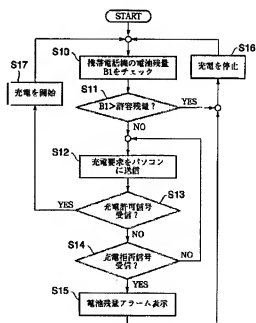 START
S10
携帯電話機の電池残量
B1をチェック
S11
B1>許容残量?
YES
NO
S12
充電要求をパソコン
に送信
S13
充電許可信号
受信?
YES
NO
S14
充電拒否信号
受信?
NO
YES
S15
電池残量アラーム表示
S16
充電を停止
S17
充電を開始